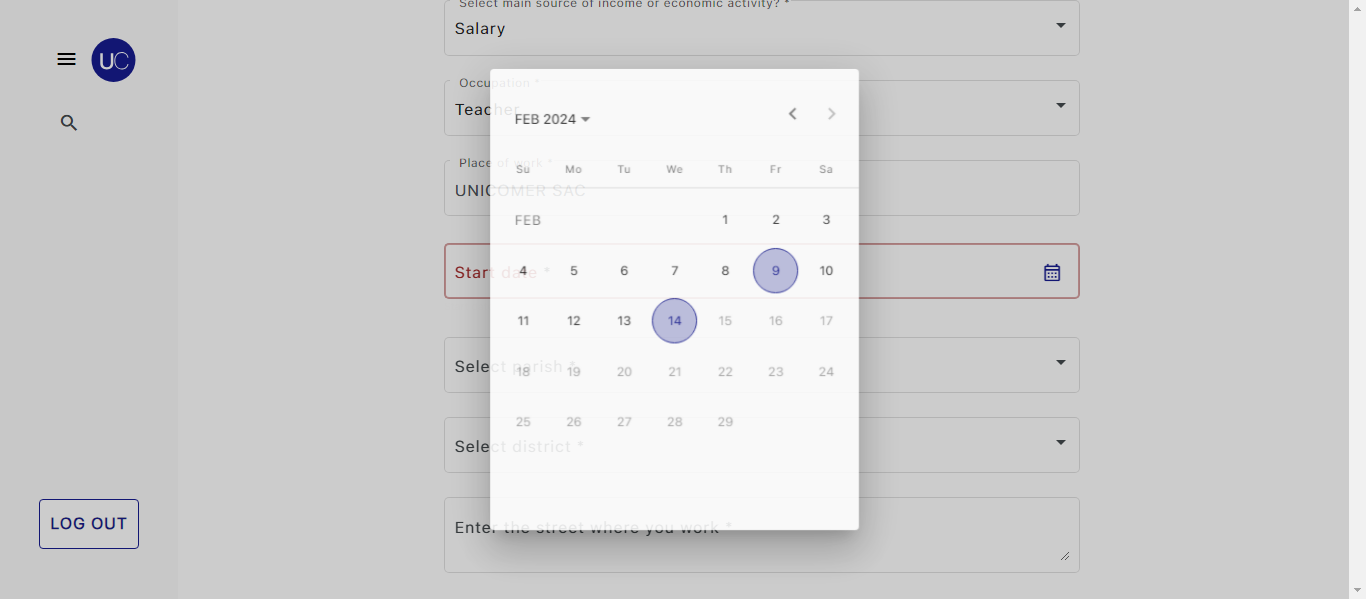 Select main source of income or economic activity? *
Salary
UC
Occupation *
Teacher
FEB 2024
Place of work *
Su Mo Tu We Th Fr Sa
UNICOMER SAC
FEB 1 2 3
Start date *
4 5 6 7 8 9 10
11 12 13 14 15 16 17
Select parish *
18 19 20 21 22 23 24
25 26 27 28 29
Select district *
LOG OUT
Enter the street where you work *